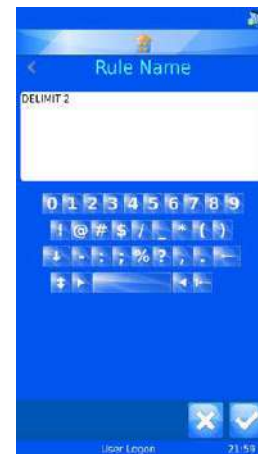 Rule Name
DELIMIT 2
0 1 2 3 4 5 6 7 8 9
! @ # $ / _ * ( )
- : ; % ? , .
User Logon 21:59